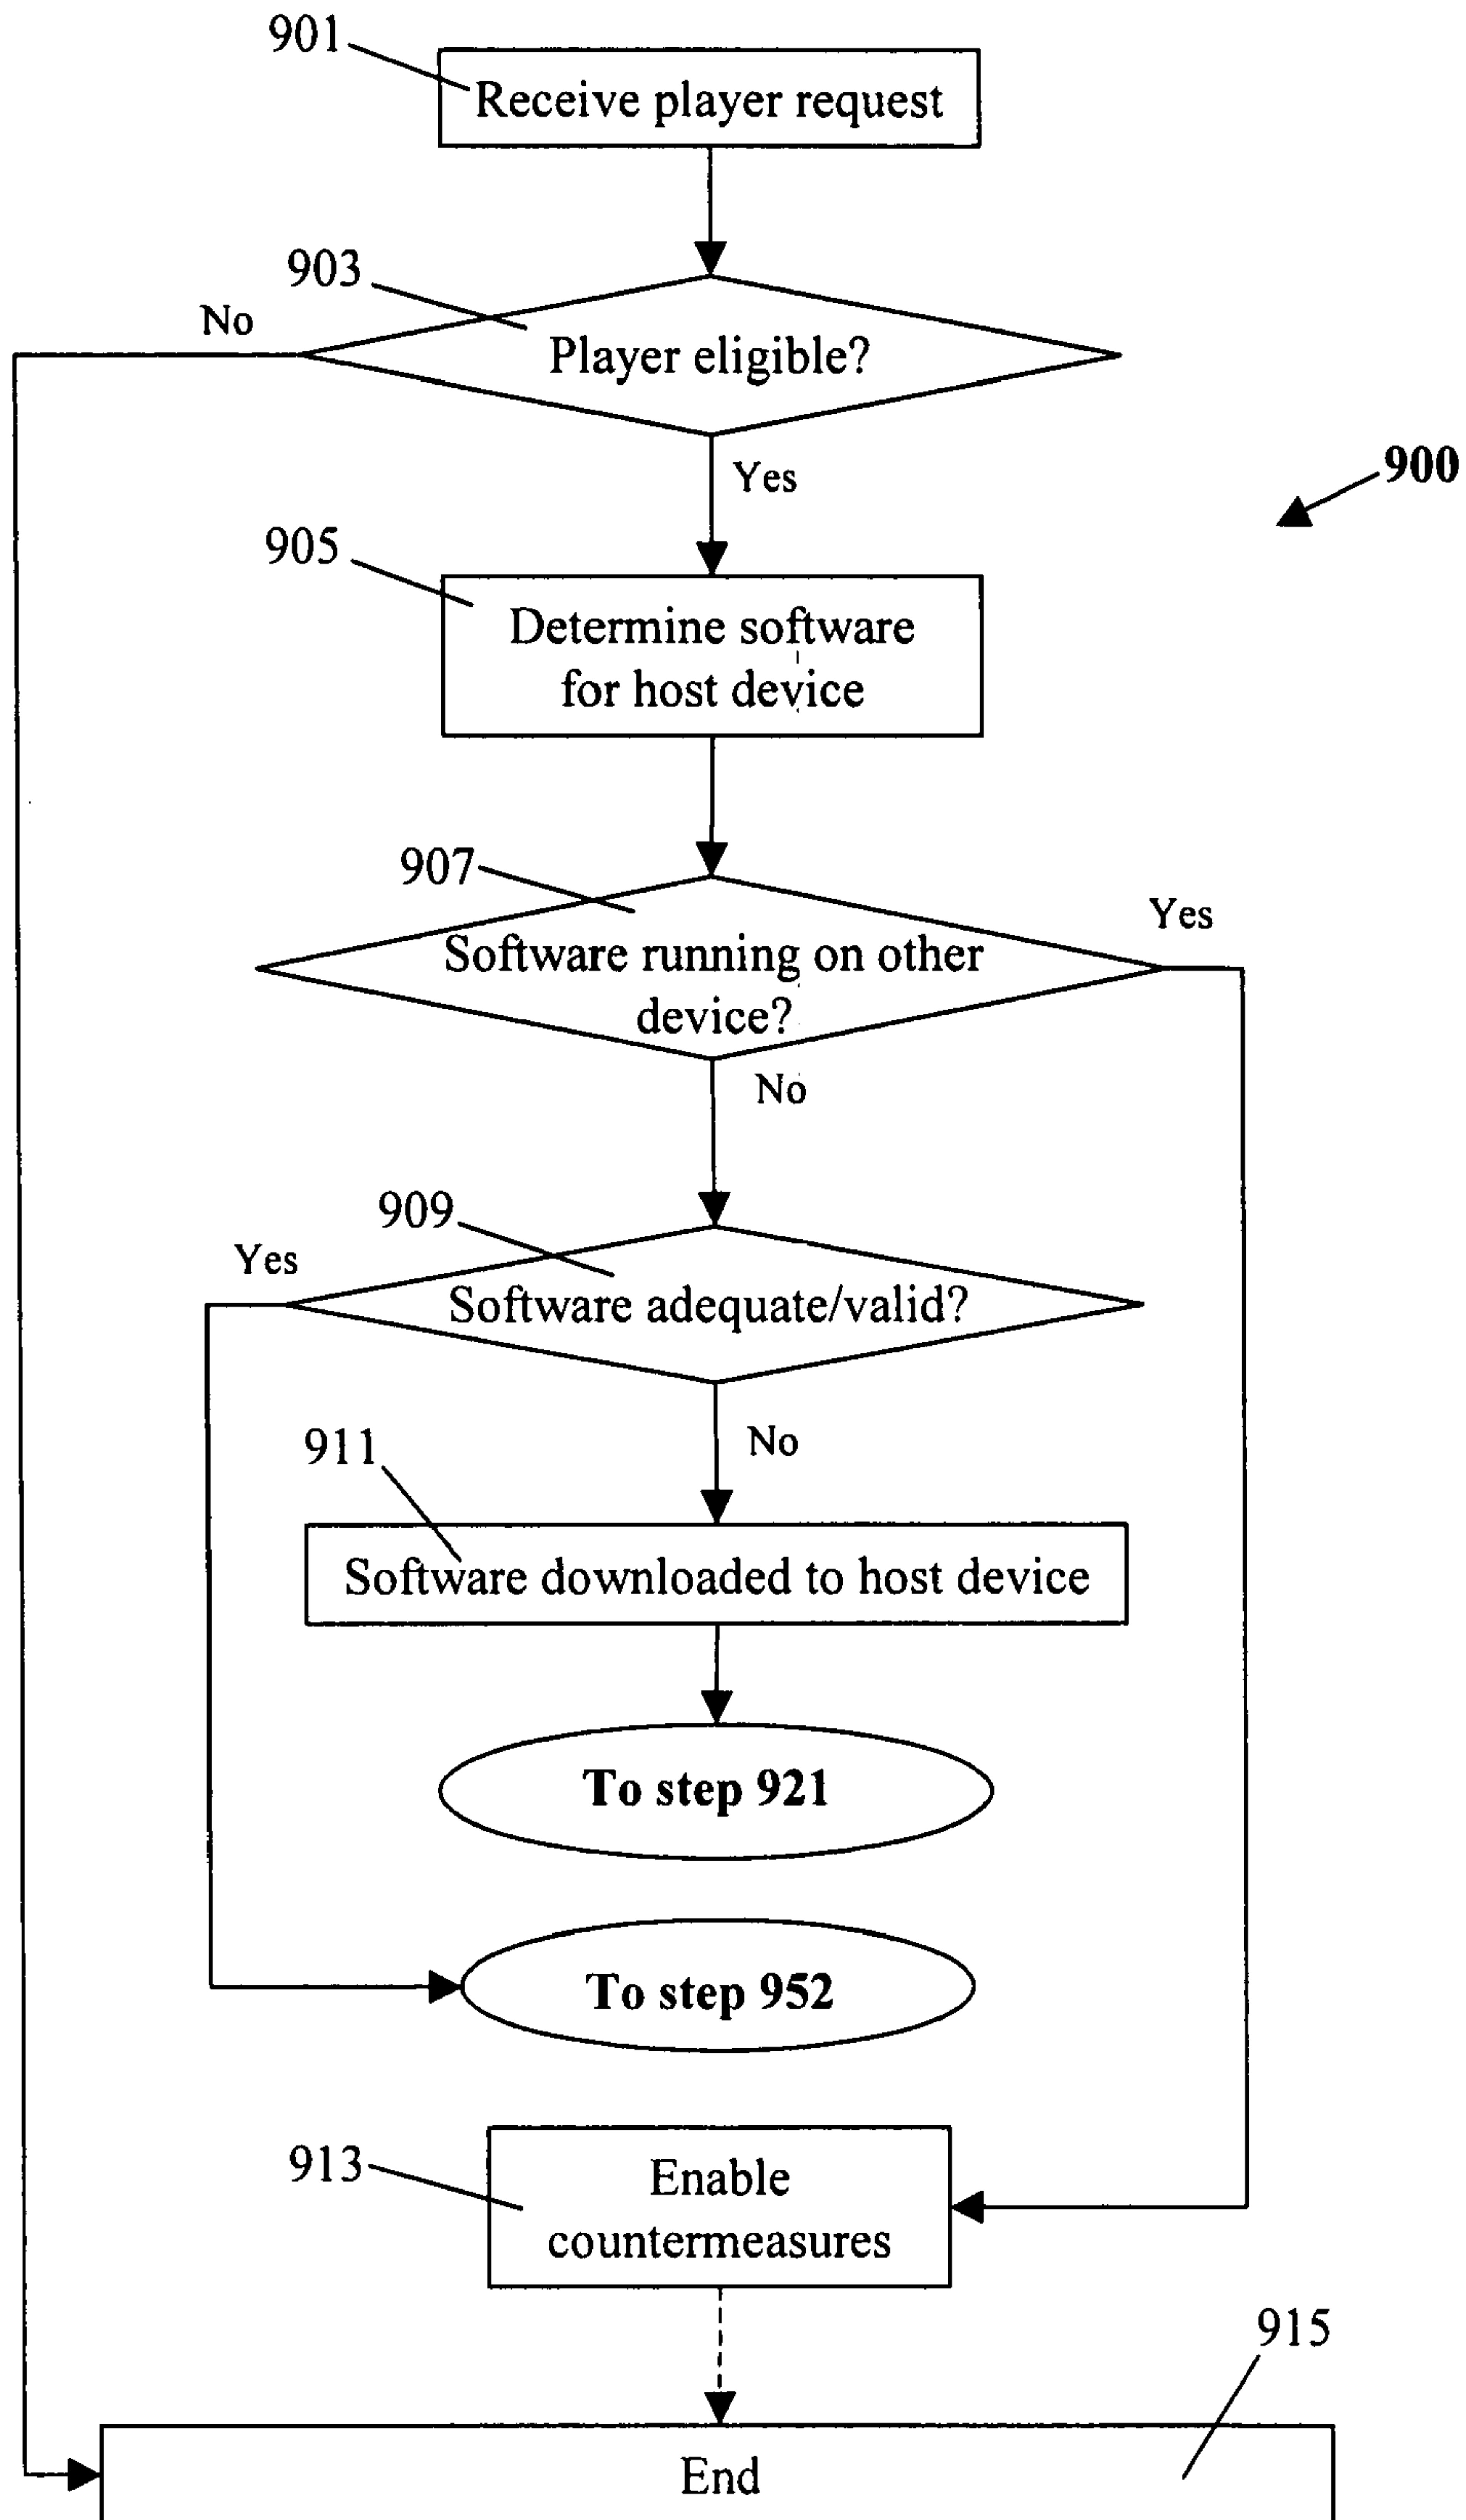 901
Receive player request
903
No
Player eligible?
Yes
900
905
Determine software
for host device
907
Yes
Software running on other
device?
No
909
Yes
Software adequate/valid?
No
911
Software downloaded to host device
To step 921
To step 952
913
Enable
countermeasures
915
End